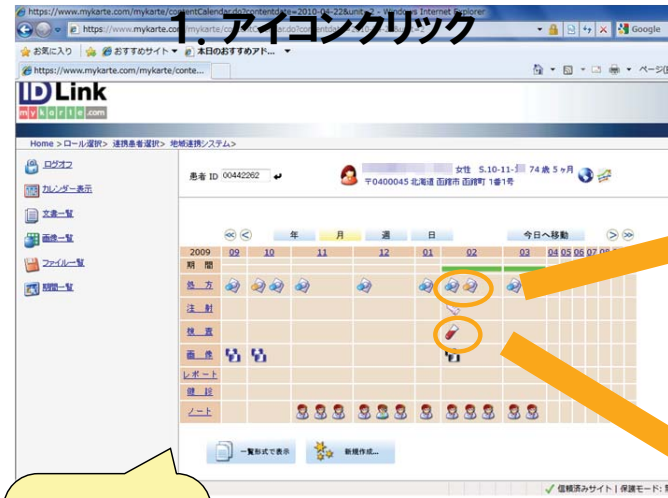 １．アイコンクリック
https://www.mykarte.com/mykarte/contentCalendar.do?contentdate=2010-04-22&unit=2 - Windows Internet Explorer
https://www.mykarte.com/mykarte/
Google
お気に入り おすすめサイト ▼ 本日のおすすめアド... ▼
https://www.mykarte.com/mykarte/conte...
ページ(
ID Link
mykarte.com
Home > ロール選択> 連携患者選択> 地域連携システム>
ログオフ
カレンダー表示
文書一覧
画像一覧
ファイル一覧
期間一覧
患者 ID 00442262
女性 S.10-11- 74 歳 5ヶ月
〒0400045 北海道 函館市 函館町 1番1号
年 月 週 日 今日へ移動
2009 09 10 11 12 01 02 03 04 05 06 07
期 間
処 方
注 射
検 査
画 像
レポート
健 診
ノート
一覧形式で表示 新規作成...
信頼済みサイト | 保護モード: